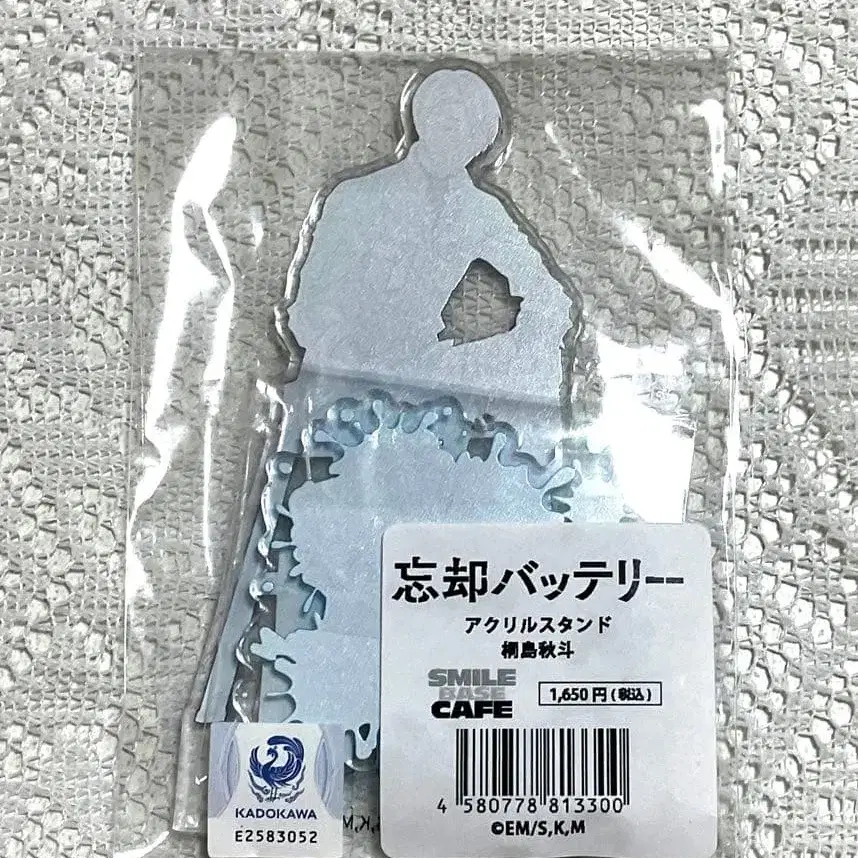 忘却バッテリー
アクリルスタンド
桐島秋斗
SMILE
BASE
CAFE
1,650円(税込)
4 580778 813300
©EM/S,K,M
KADOKAWA
E2583052